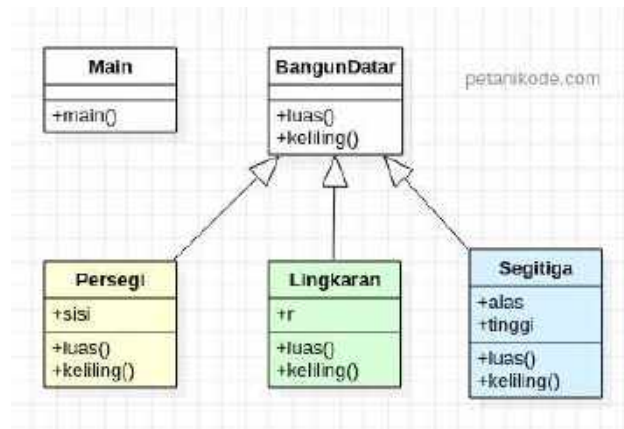 Main
+main()
BangunDatar
+luas()
+keliling()
petanikode.com
Persegi
+sisi
+luas()
+keliling()
Lingkaran
+r
+luas()
+keliling()
Segitiga
+alas
+tinggi
+luas()
+keliling()